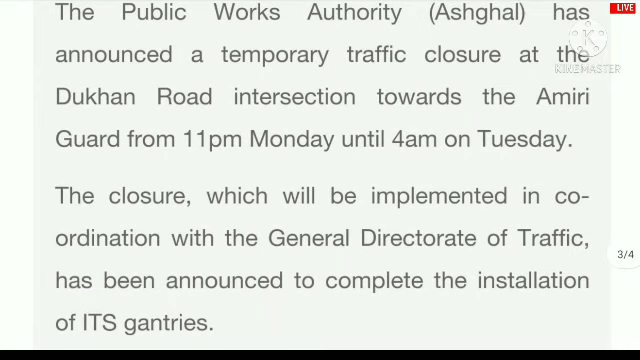 The Public Works Authority (Ashghal) has
announced a temporary traffic closure at the
Dukhan Road intersection towards the Amiri
Guard from 11pm Monday until 4am on Tuesday.
The closure, which will be implemented in co-
ordination with the General Directorate of Traffic,
has been announced to complete the installation
of ITS gantries.
LIVE
KINEMASTER
3/4